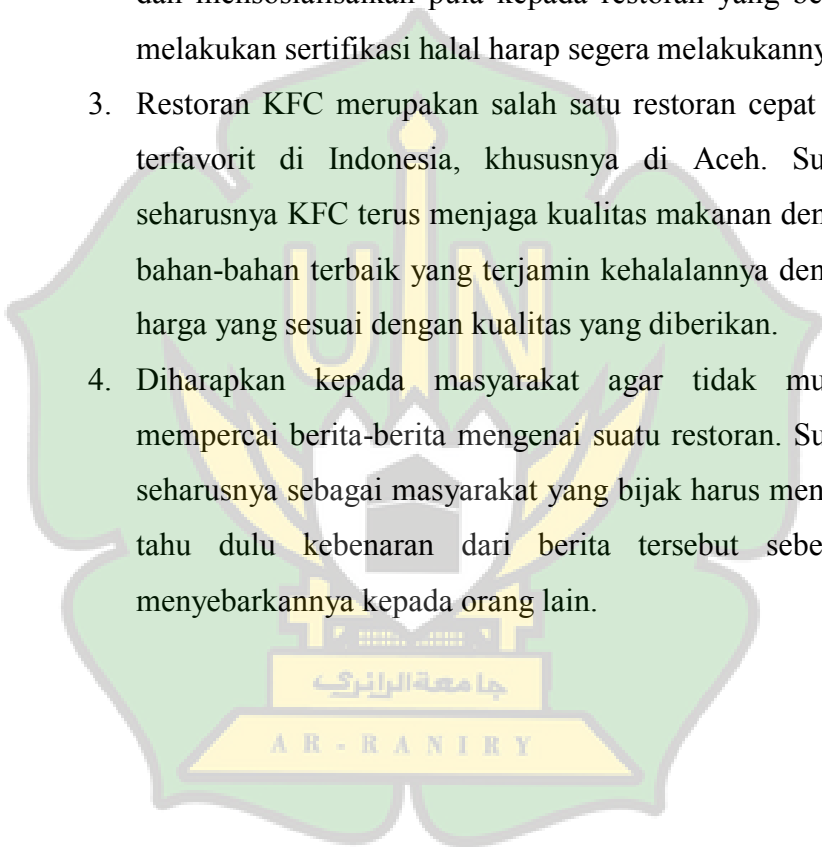 dan mensosialisaikan pula kepada restoran yang be
melakukan sertifikasi halal harap segera melakukanny
3. Restoran KFC merupakan salah satu restoran cepat
terfavorit di Indonesia, khususnya di Aceh. Su
seharusnya KFC terus menjaga kualitas makanan den
bahan-bahan terbaik yang terjamin kehalalannya den
harga yang sesuai dengan kualitas yang diberikan.
4. Diharapkan kepada masyarakat agar tidak mu
mempercai berita-berita mengenai suatu restoran. Su
seharusnya sebagai masyarakat yang bijak harus men
tahu dulu kebenaran dari berita tersebut sebe
menyebarkannya kepada orang lain.
UIN
جامعة الرانري
AR-RANIRY